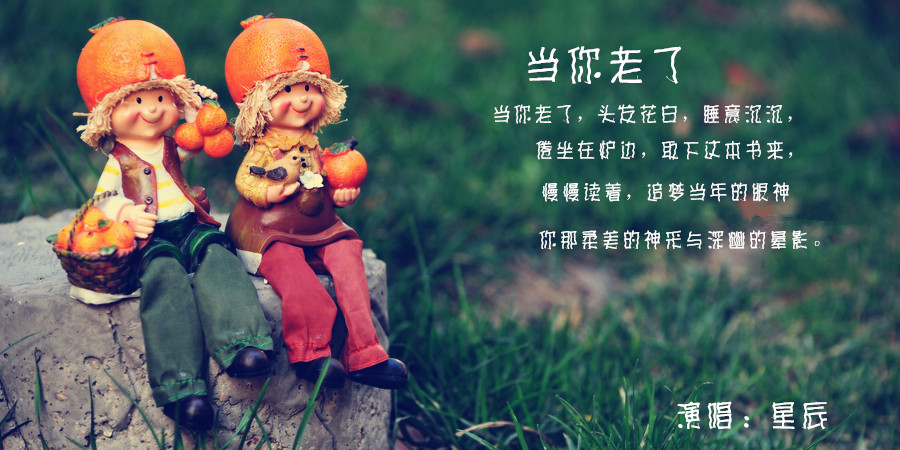 当你老了
当你老了，头发花白，睡意沉沉，
倦坐在炉边，取下这本书来，
慢慢读着，追梦当年的眼神
你那柔美的神采与深幽的晕影。
演唱：星辰